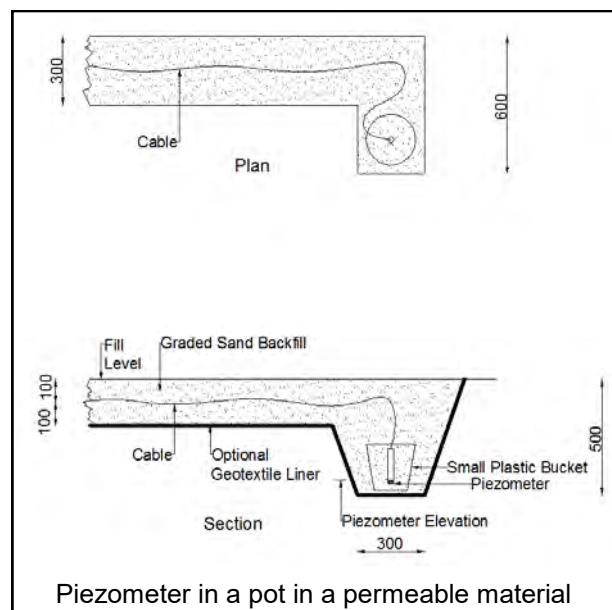 300
600
Cable
Plan
Fill
Level
Graded Sand Backfill
100
100
500
Cable
Optional
Geotextile Liner
Small Plastic Bucket
Piezometer
Section
Piezometer Elevation
300
Piezometer in a pot in a permeable material